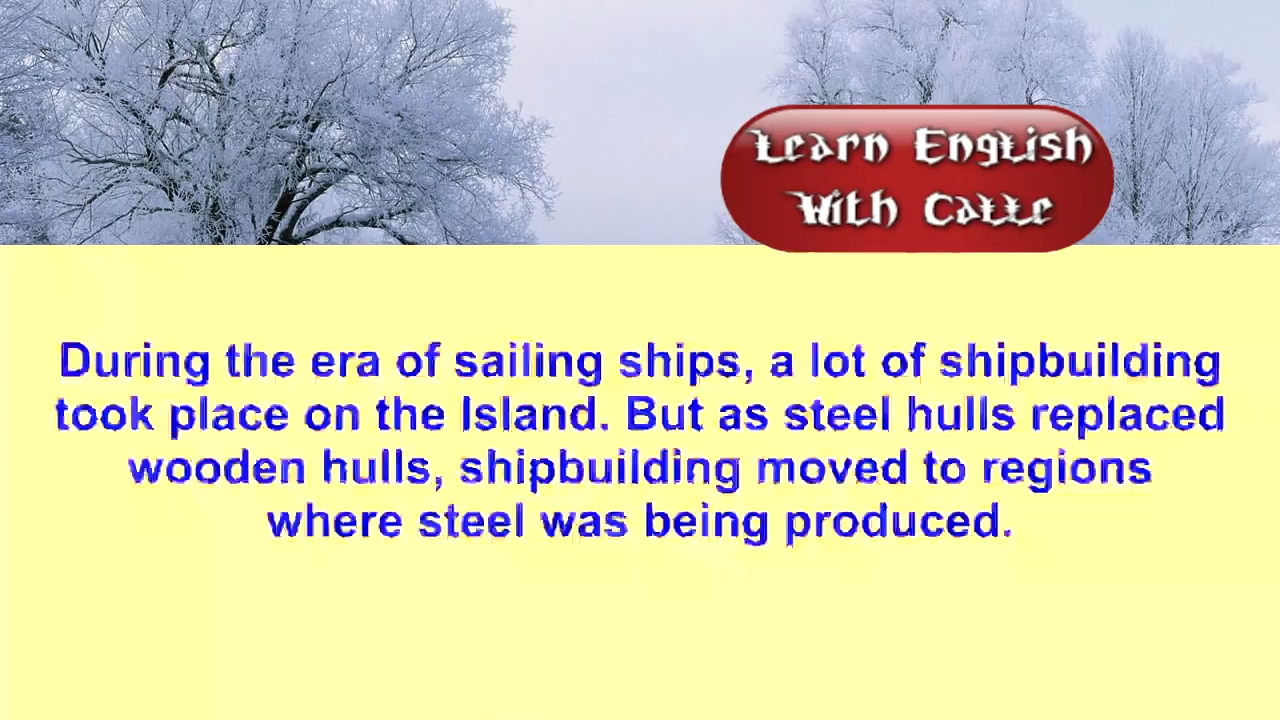 Learn English
With Catte
During the era of sailing ships, a lot of shipbuilding
took place on the Island. But as steel hulls replaced
wooden hulls, shipbuilding moved to regions
where steel was being produced.